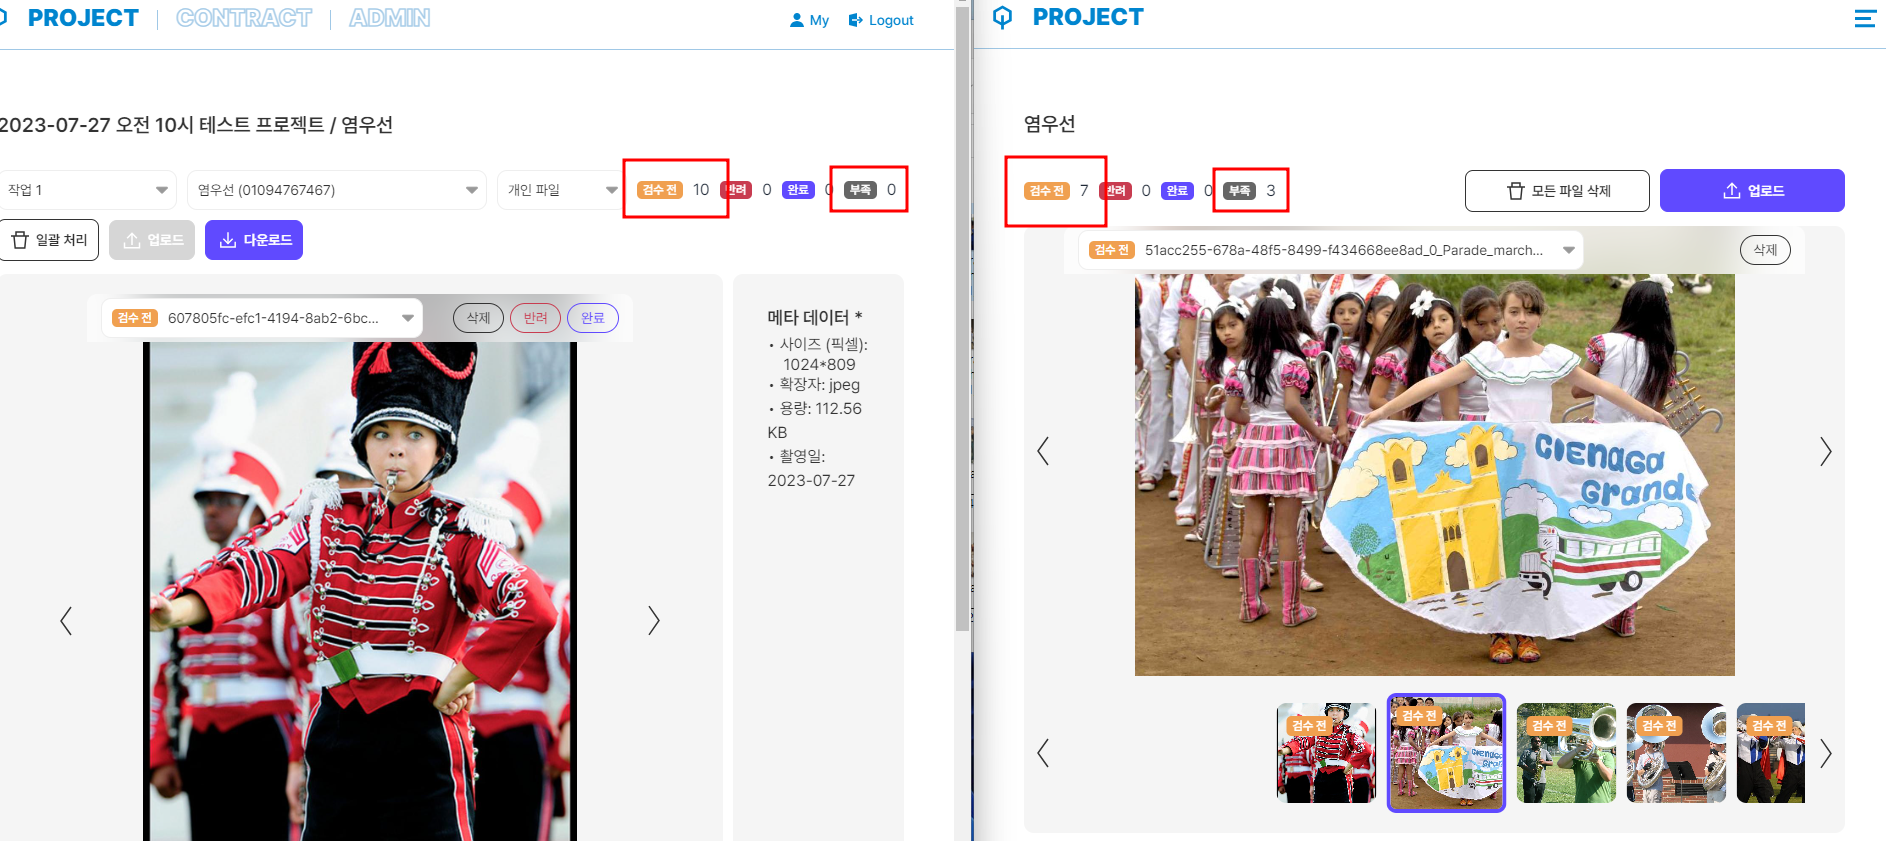 PROJECT | CONTRACT | ADMIN
My Logout
2023-07-27 오전 10시 테스트 프로젝트 / 염우선
작업 1
염우선 (01094767467)
개인 파일
검수 전 10 반려 0 완료 0 부족 0
일괄 처리
업로드
다운로드
검수 전 607805fc-efc1-4194-8ab2-6bc...
삭제 반려 완료
메타 데이터 *
• 사이즈 (픽셀):
1024*809
• 확장자: jpeg
• 용량: 112.56
KB
• 촬영일:
2023-07-27
PROJECT
염우선
검수 전 7 반려 0 완료 0 부족 3
모든 파일 삭제
업로드
검수 전 51acc255-678a-48f5-8499-f434668ee8ad_0_Parade_march...
삭제
CIENAGA
Grande
검수 전
검수 전
검수 전
검수 전
검수 전